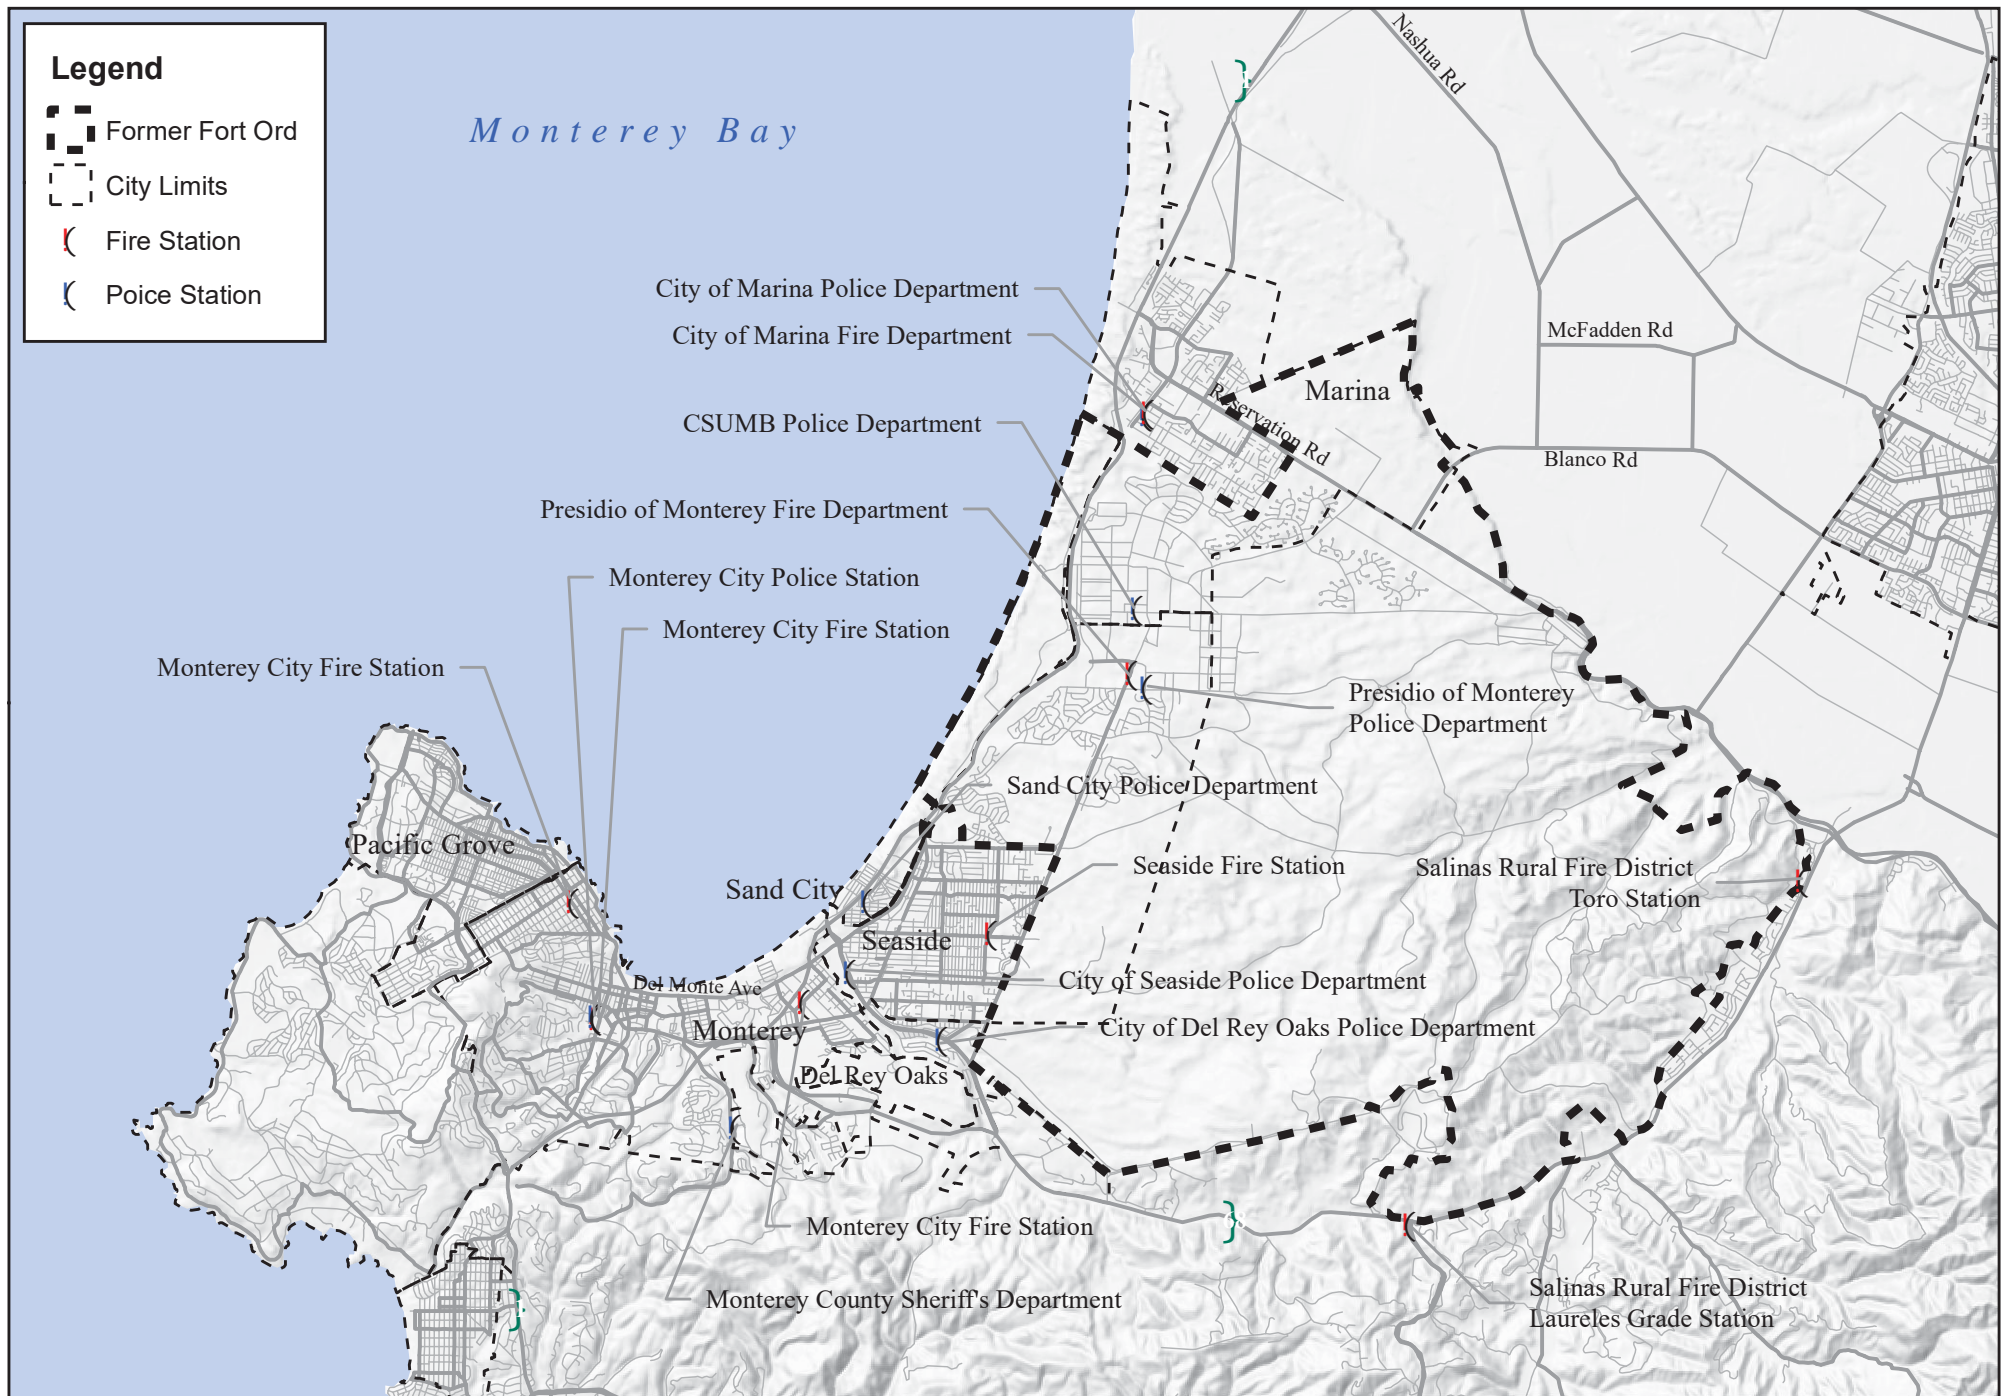 Legend
Former Fort Ord
City Limits
Fire Station
Poice Station
Monterey Bay
Nashua Rd
City of Marina Police Department
City of Marina Fire Department
McFadden Rd
Marina
Reservation Rd
CSUMB Police Department
Blanco Rd
Presidio of Monterey Fire Department
Monterey City Police Station
Monterey City Fire Station
Monterey City Fire Station
Presidio of Monterey
Police Department
Sand City Police Department
Pacific Grove
Seaside Fire Station
Salinas Rural Fire District
Toro Station
Sand City
Seaside
City of Seaside Police Department
Del Monte Ave
Monterey
City of Del Rey Oaks Police Department
Del Rey Oaks
68
Monterey City Fire Station
Monterey County Sheriff's Department
Salinas Rural Fire District
Laureles Grade Station